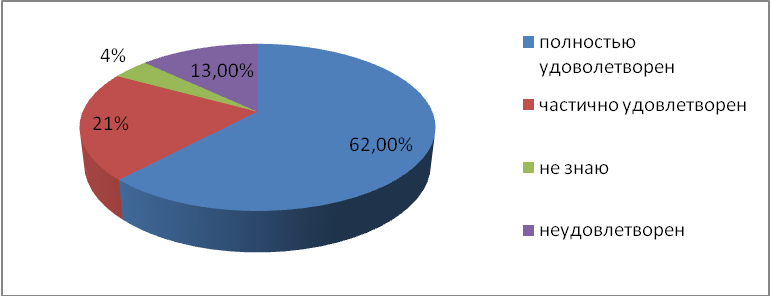 4%
13,00%
21%
62,00%
полностью
удоволетворен
частично удовлетворен
не знаю
неудовлетворен